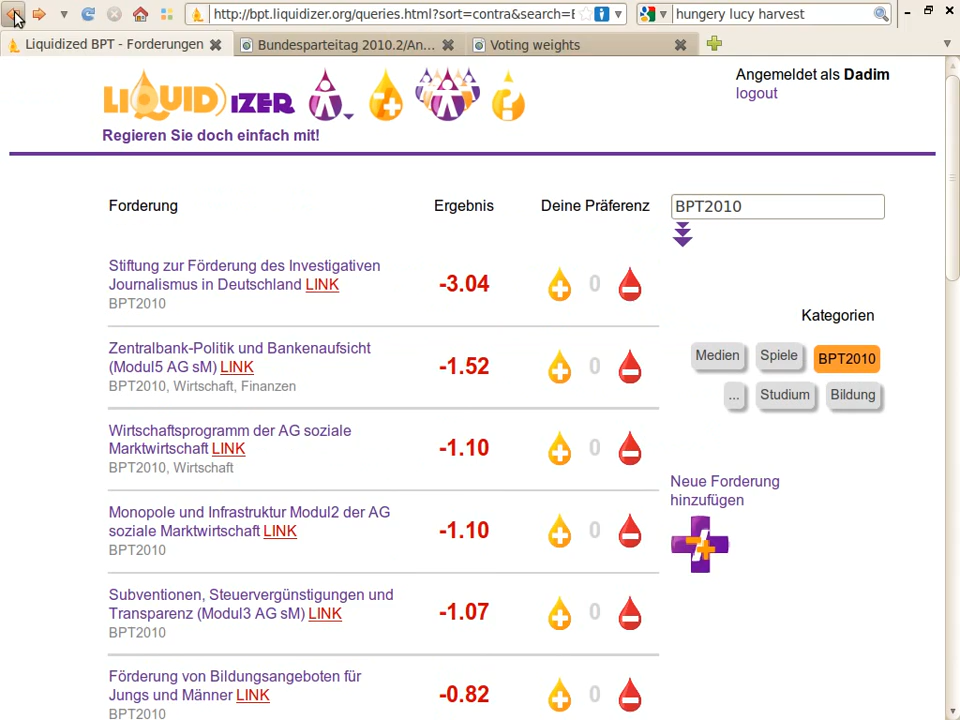 http://bpt.liquidizer.org/queries.html?sort=contra&search=
hungery lucy harvest
Liquidized BPT - Forderungen
Bundesparteitag 2010.2/An...
Voting weights
LIQUIDIZER
Regieren Sie doch einfach mit!
Angemeldet als Dadim
logout
Forderung Ergebnis Deine Präferenz
BPT2010
Stiftung zur Förderung des Investigativen
Journalismus in Deutschland LINK
BPT2010
-3.04
0
Zentralbank-Politik und Bankenaufsicht
(Modul5 AG sM) LINK
BPT2010, Wirtschaft, Finanzen
-1.52
0
Wirtschaftsprogramm der AG soziale
Marktwirtschaft LINK
BPT2010, Wirtschaft
-1.10
0
Monopole und Infrastruktur Modul2 der AG
soziale Marktwirtschaft LINK
BPT2010
-1.10
0
Subventionen, Steuervergünstigungen und
Transparenz (Modul3 AG sM) LINK
BPT2010
-1.07
0
Förderung von Bildungsangeboten für
Jungs und Männer LINK
BPT2010
-0.82
0
Kategorien
Medien Spiele BPT2010
... Studium Bildung
Neue Forderung
hinzufügen